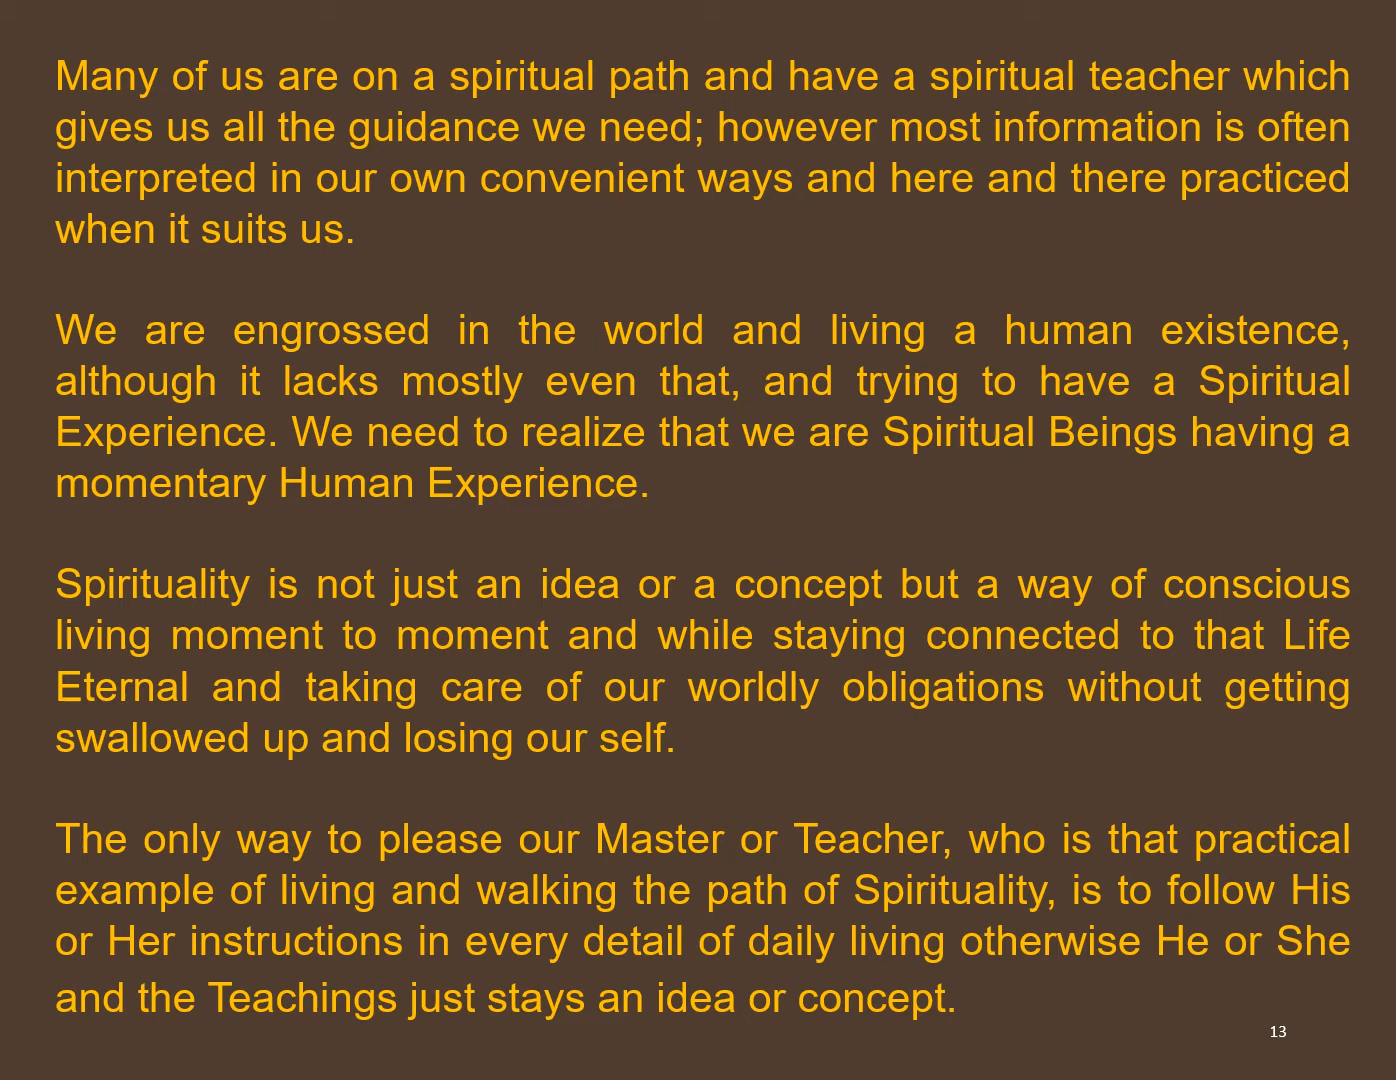 Many of us are on a spiritual path and have a spiritual teacher which
gives us all the guidance we need; however most information is often
interpreted in our own convenient ways and here and there practiced
when it suits us.
We are engrossed in the world and living a human existence,
although it lacks mostly even that, and trying to have a Spiritual
Experience. We need to realize that we are Spiritual Beings having a
momentary Human Experience.
Spirituality is not just an idea or a concept but a way of conscious
living moment to moment and while staying connected to that Life
Eternal and taking care of our worldly obligations without getting
swallowed up and losing our self.
The only way to please our Master or Teacher, who is that practical
example of living and walking the path of Spirituality, is to follow His
or Her instructions in every detail of daily living otherwise He or She
and the Teachings just stays an idea or concept.
13